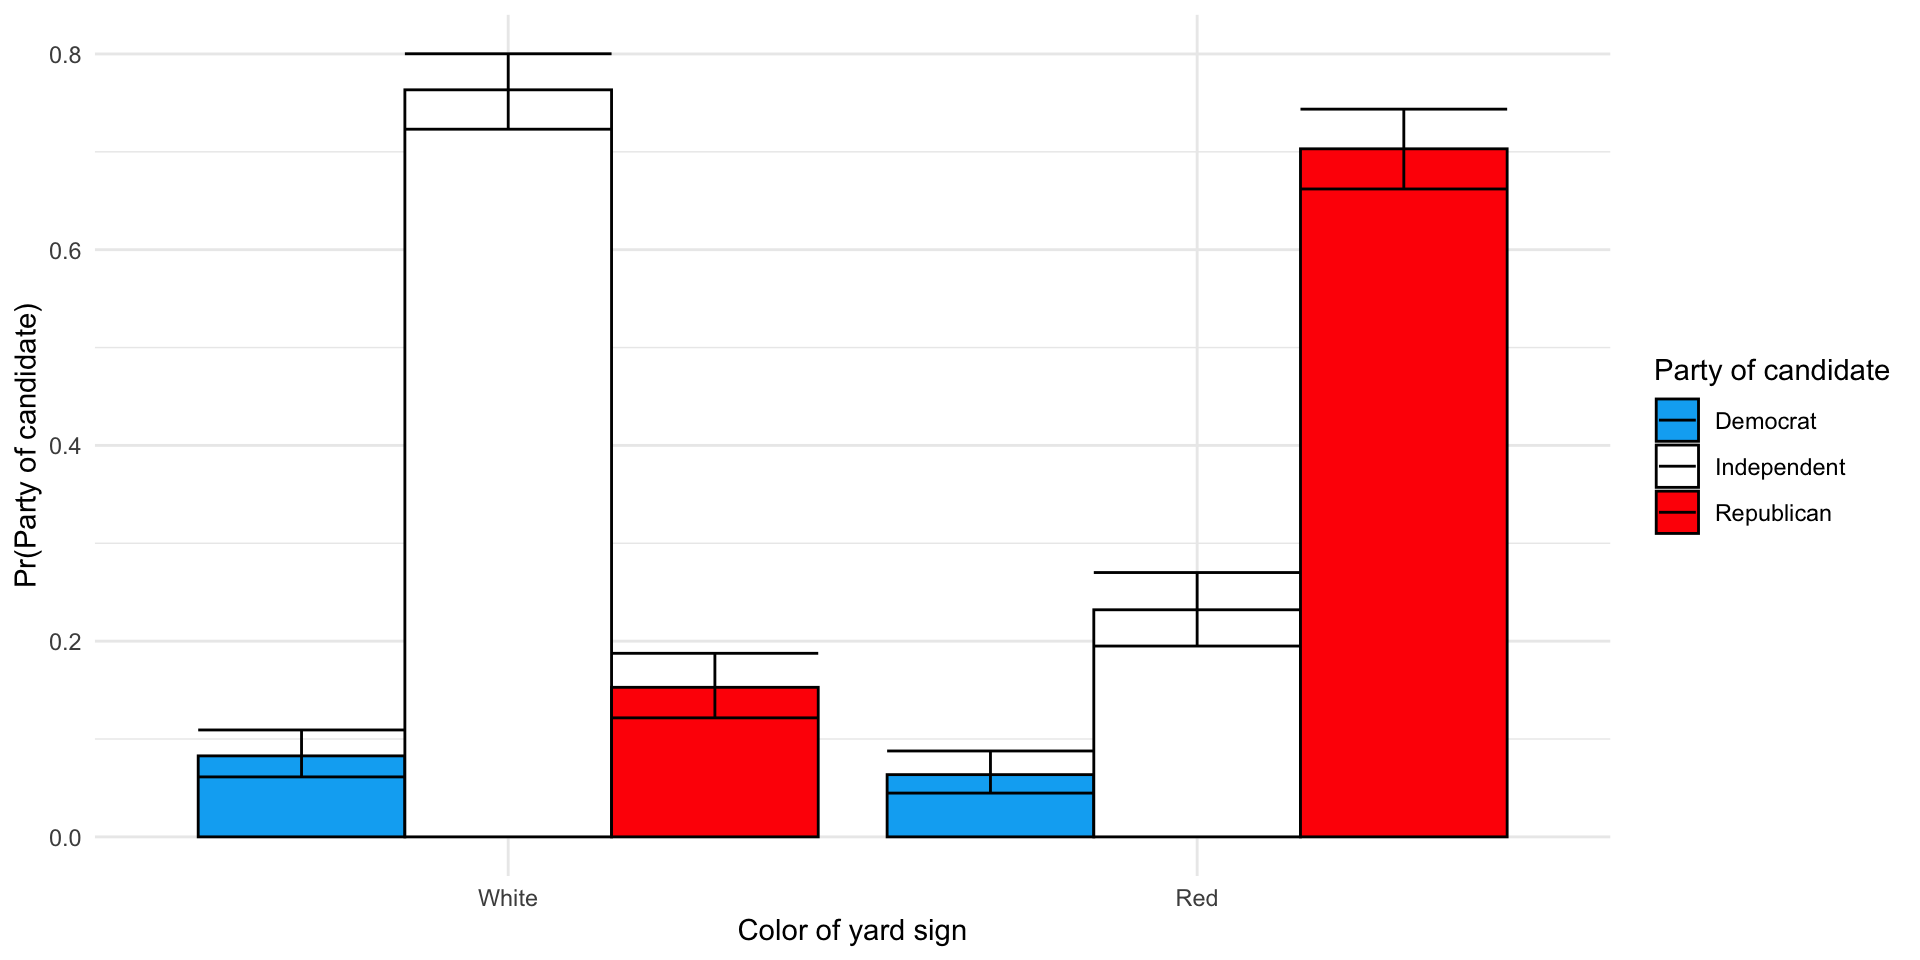 Pr(Party of candidate)
0.8
0.6
0.4
0.2
0.0
White
Red
Color of yard sign
Party of candidate
Democrat
Independent
Republican